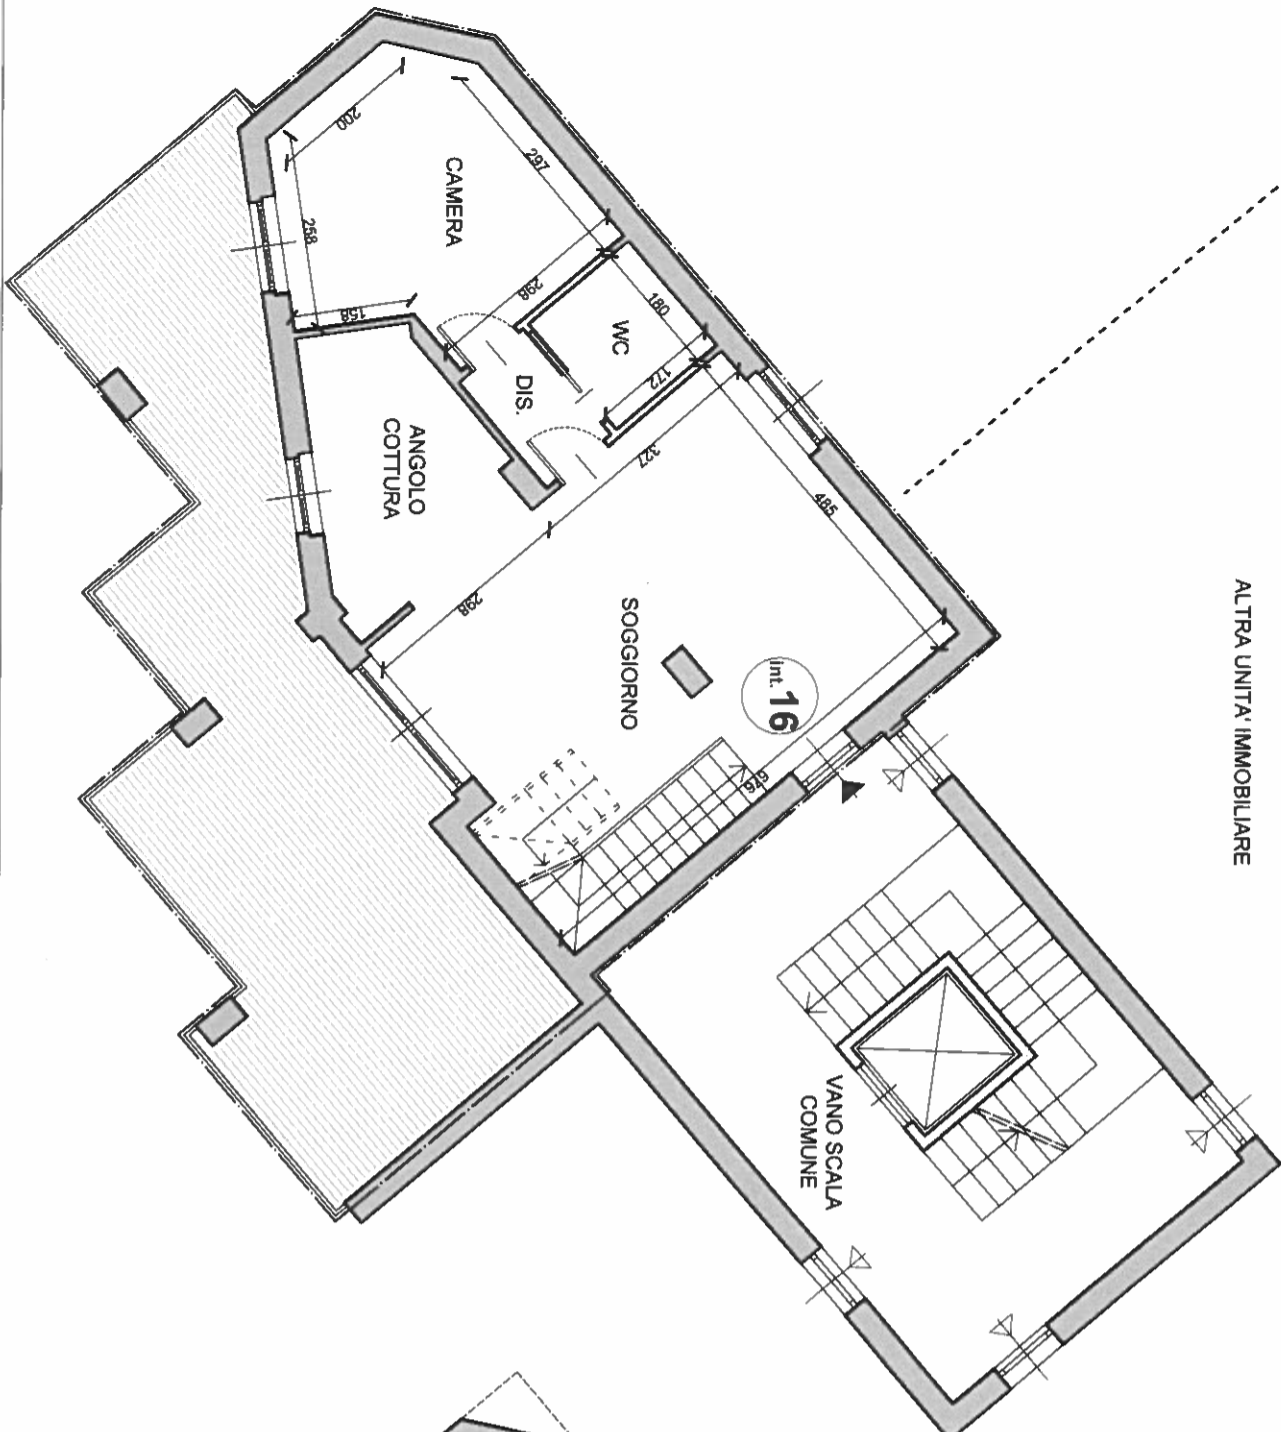 ALTRA UNITA' IMMOBILIARE
200
297
CAMERA
258
298
158
180
WC
172
DIS.
327
485
ANGOLO
COTTURA
298
SOGGIORNO
int. 16
VANO SCALA
COMUNE